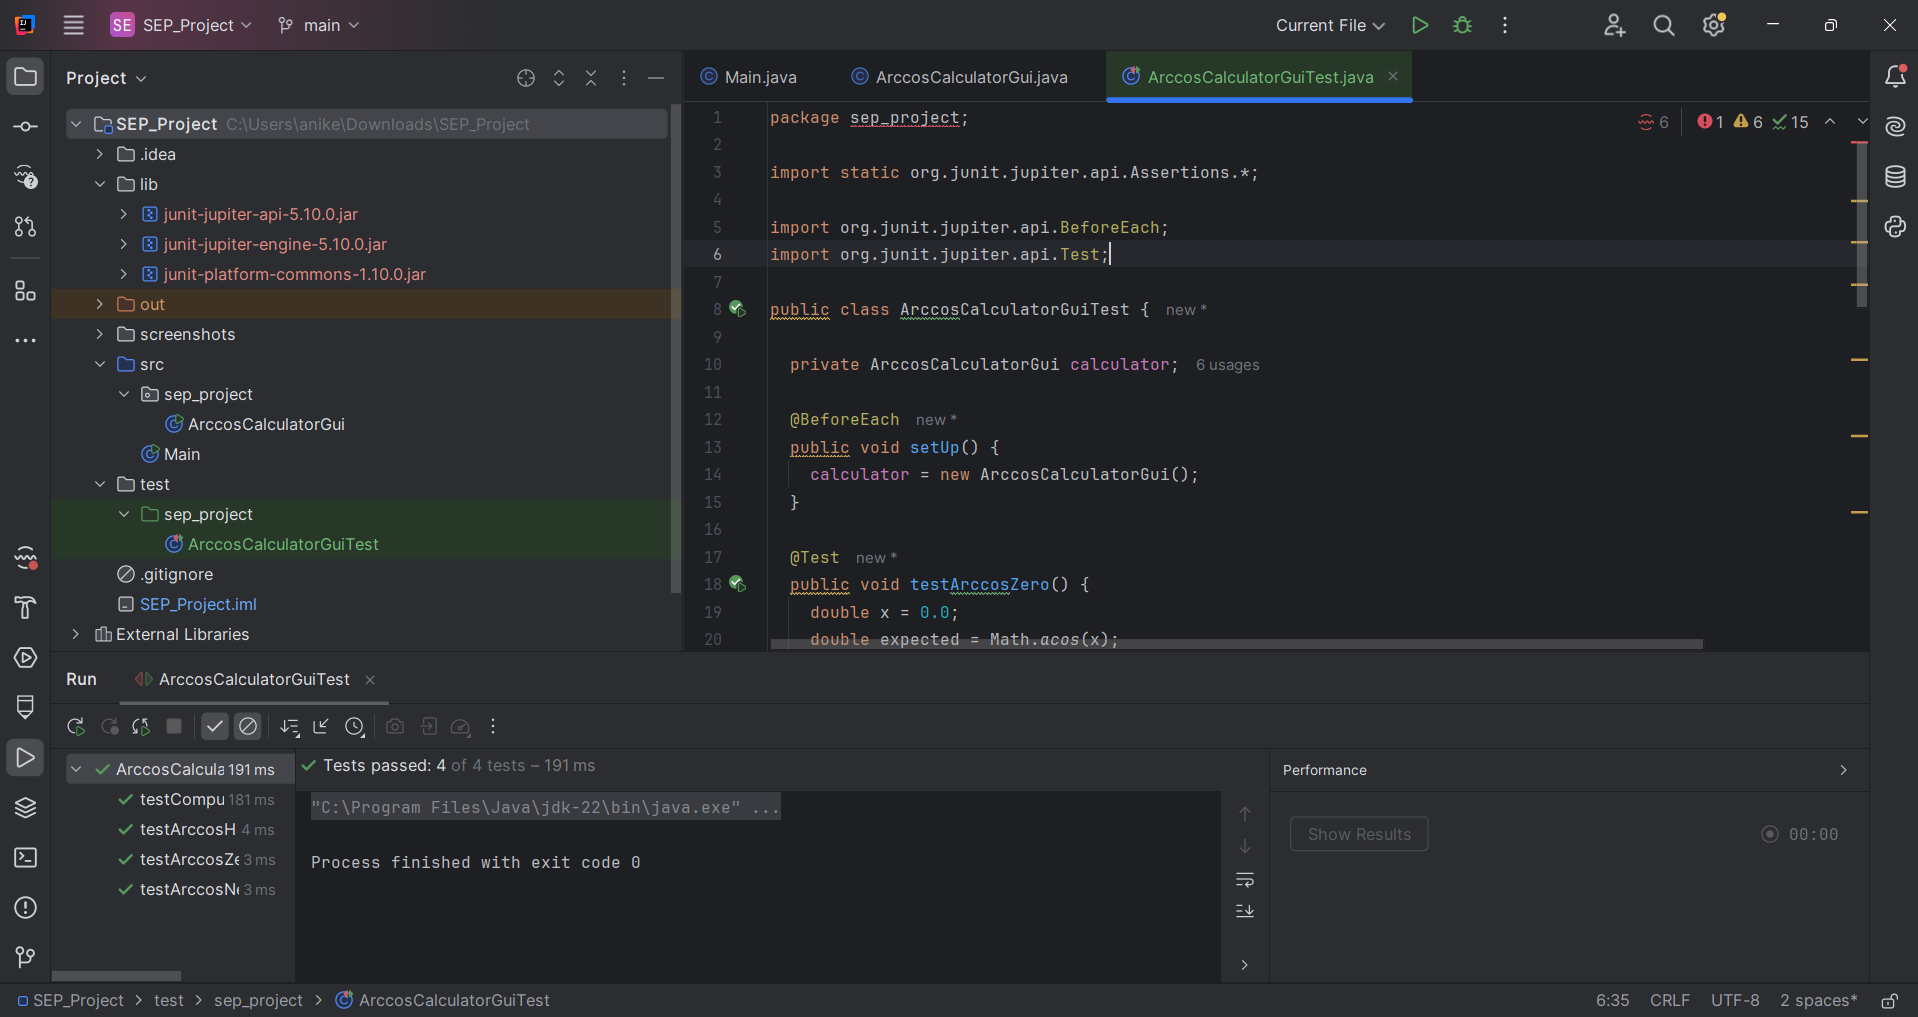 SE SEP_Project main Current File
Project
SEP_Project C:\Users\anike\Downloads\SEP_Project
.idea
lib
junit-jupiter-api-5.10.0.jar
junit-jupiter-engine-5.10.0.jar
junit-platform-commons-1.10.0.jar
out
screenshots
src
sep_project
ArccosCalculatorGui
Main
test
sep_project
ArccosCalculatorGuiTest
.gitignore
SEP_Project.iml
External Libraries
Main.java ArccosCalculatorGui.java ArccosCalculatorGuiTest.java
6 1 6 15
1 package sep_project;
2
3 import static org.junit.jupiter.api.Assertions.*;
4
5 import org.junit.jupiter.api.BeforeEach;
6 import org.junit.jupiter.api.Test;
7
8 public class ArccosCalculatorGuiTest { new *
9
10 private ArccosCalculatorGui calculator; 6 usages
11
12 @BeforeEach new *
13 public void setUp() {
14 calculator = new ArccosCalculatorGui();
15 }
16
17 @Test new *
18 public void testArccosZero() {
19 double x = 0.0;
20 double expected = Math.acos(x);
Run ArccosCalculatorGuiTest
ArccosCalcula 191 ms
testCompu 181 ms
testArccosH 4 ms
testArccosZe 3 ms
testArccosNe 3 ms
Tests passed: 4 of 4 tests – 191 ms
"C:\Program Files\Java\jdk-22\bin\java.exe" ...
Process finished with exit code 0
Performance
Show Results 00:00
SEP_Project > test > sep_project > ArccosCalculatorGuiTest
6:35 CRLF UTF-8 2 spaces*